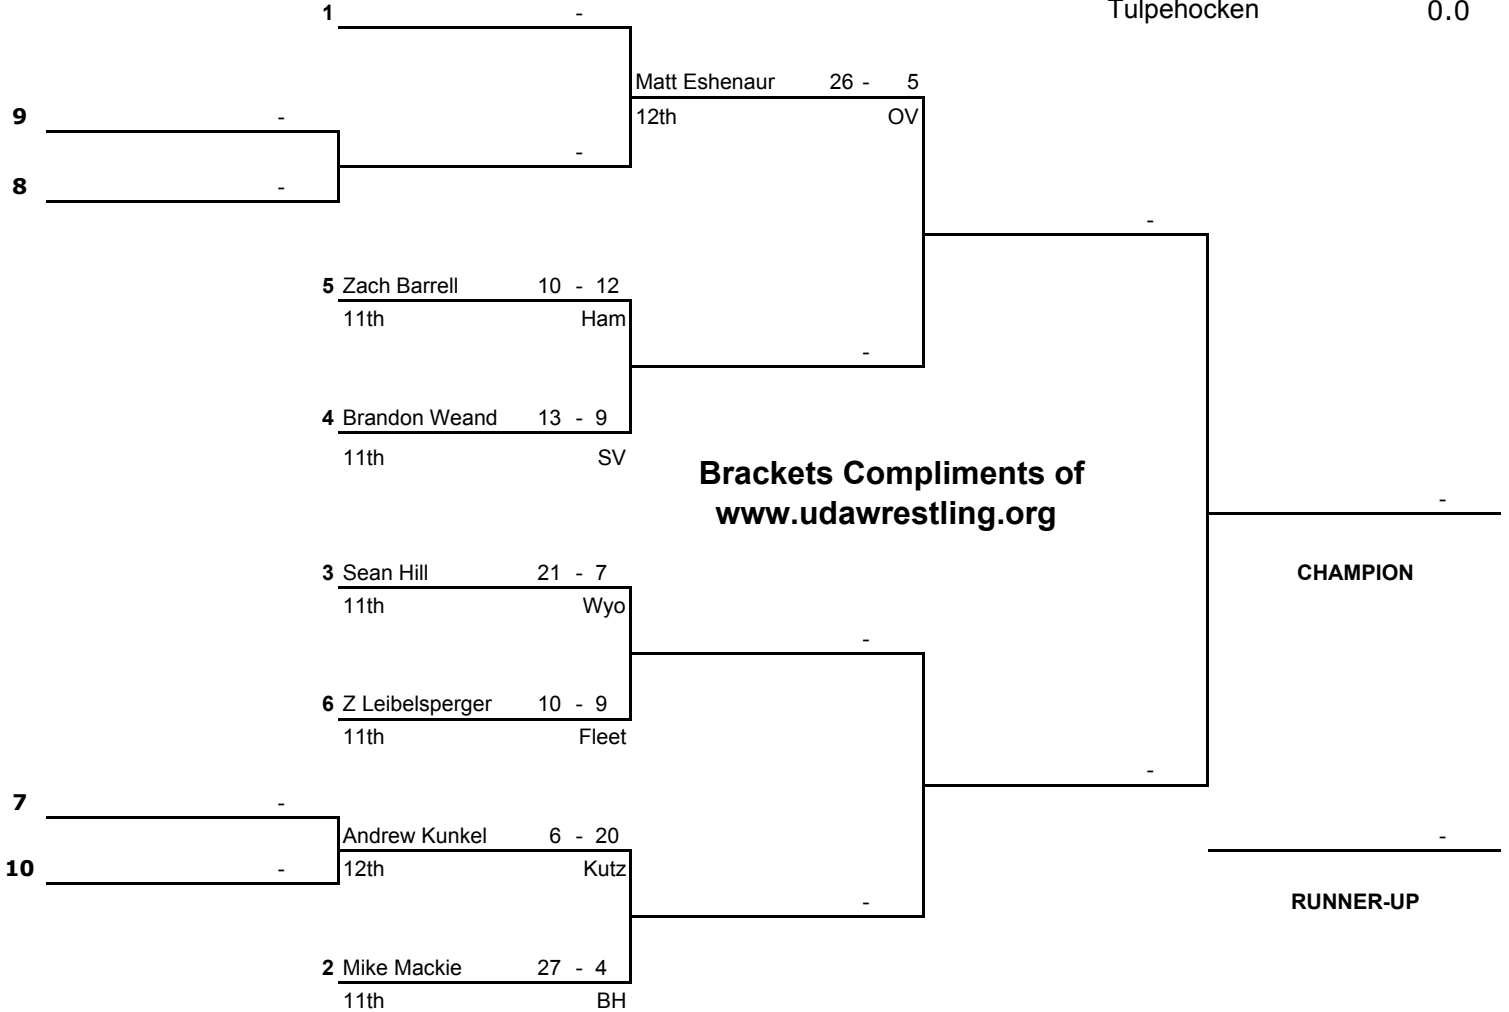 Tulpehocken 0.0
1 -
Matt Eshenaur 26 - 5
12th OV
9 -
-
8 -
-
5 Zach Barrell 10 - 12
11th Ham
-
4 Brandon Weand 13 - 9
11th SV
Brackets Compliments of
www.udawrestling.org
-
3 Sean Hill 21 - 7
CHAMPION
11th Wyo
-
6 Z Leibelsperger 10 - 9
11th Fleet
-
7 -
Andrew Kunkel 6 - 20
-
10 -
12th Kutz
-
RUNNER-UP
2 Mike Mackie 27 - 4
11th BH